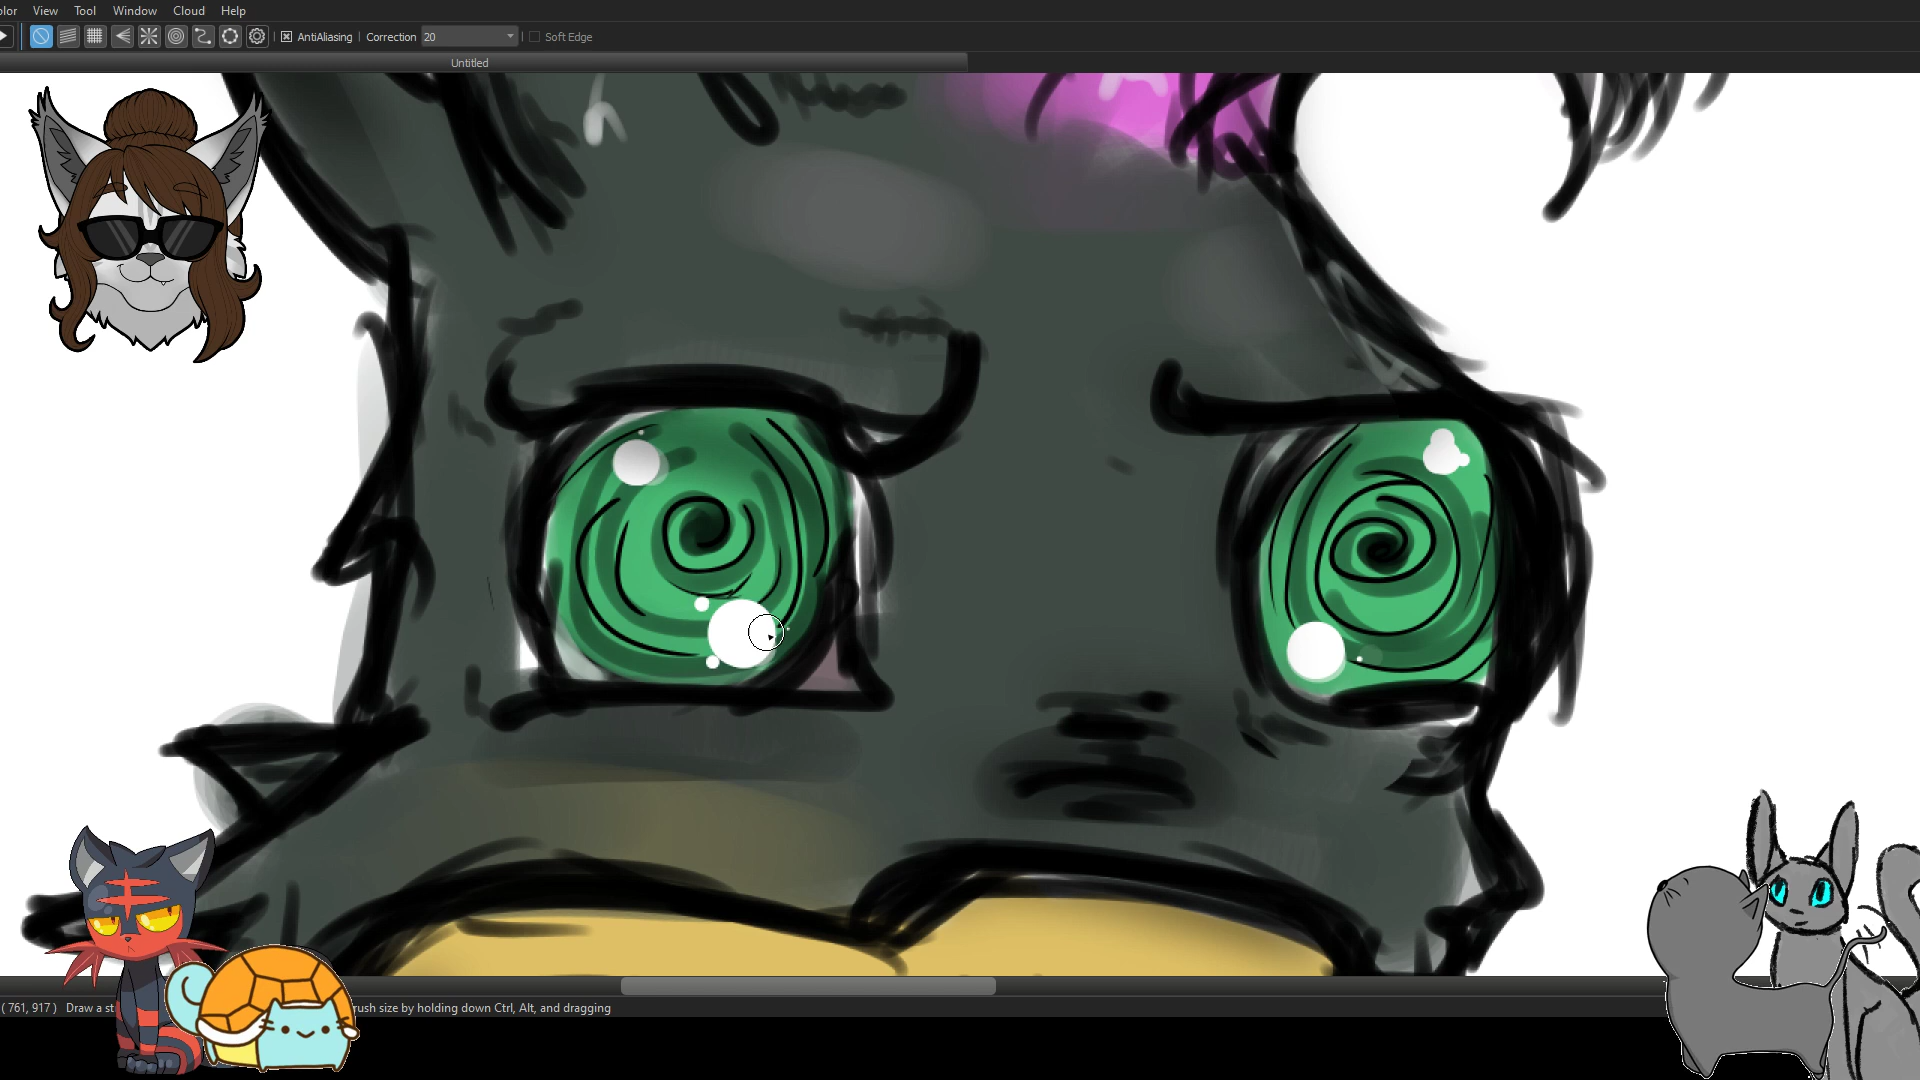 olor View Tool Window Cloud Help
AntiAliasing Correction 20 Soft Edge
Untitled
( 761, 917 ) Draw a st rush size by holding down Ctrl, Alt, and dragging